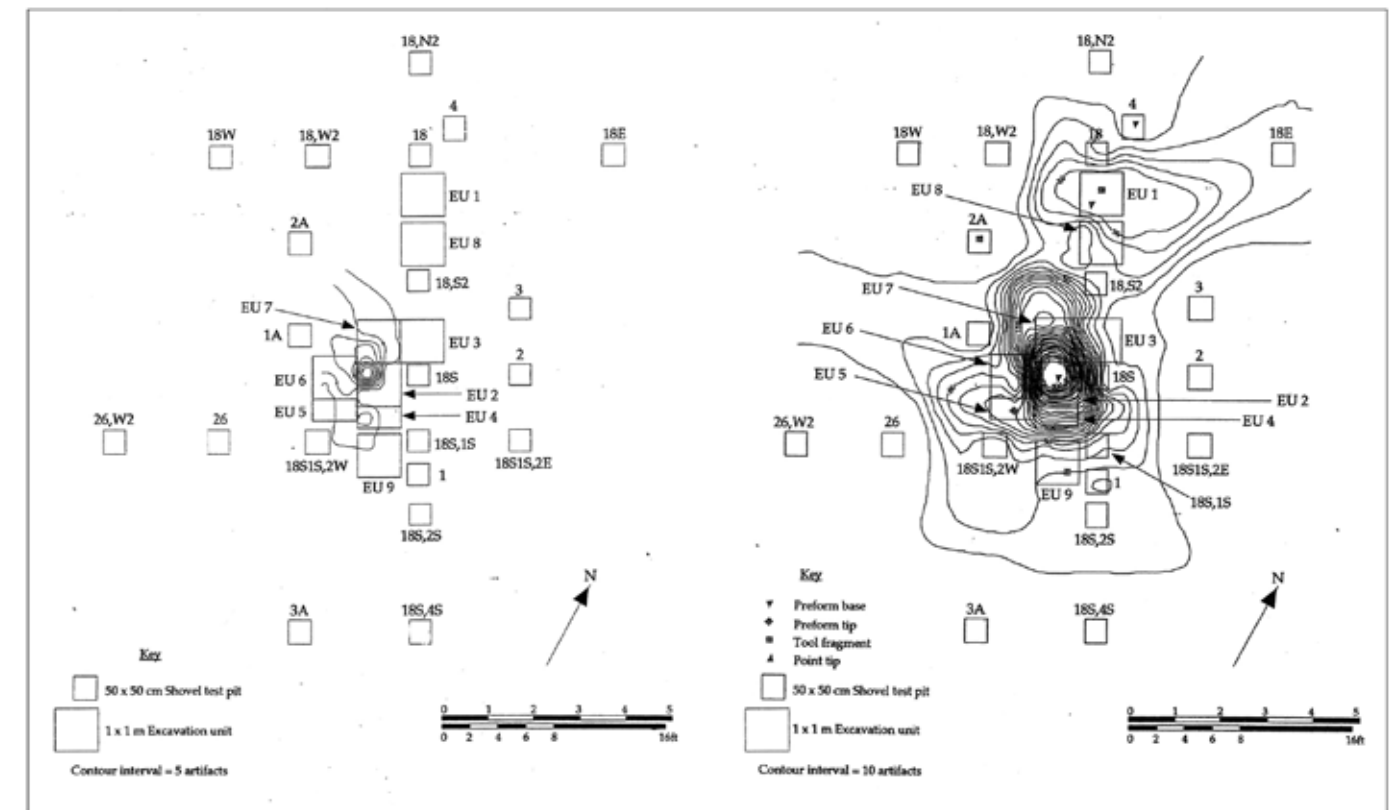 18,N2
4
18W
18,W2
18
18E
EU 1
2A
EU 8
18,S2
3
EU 7
1A
EU 3
EU 6
18S
2
EU 2
EU 5
EU 4
26,W2
26
18S1S,2W
18S,1S
18S1S,2E
EU 9
1
18S,2S
N
3A
18S,4S
Key
50 x 50 cm Shovel test pit
1 x 1 m Excavation unit
Contour interval = 5 artifacts
0 1 2 3 4 5
0 2 4 6 8 16ft
18,N2
4
18W
18,W2
18
18E
EU 8
EU 1
2A
18,S2
3
EU 7
1A
EU 6
EU 3
EU 5
18S
2
EU 2
EU 4
26,W2
26
18S1S,2W
18S1S,2E
EU 9
1
18S,1S
18S,2S
Key
N
Preform base
Preform tip
Tool fragment
Point tip
3A
18S,4S
50 x 50 cm Shovel test pit
1 x 1 m Excavation unit
Contour interval = 10 artifacts
0 1 2 3 4 5
0 2 4 6 8 16ft